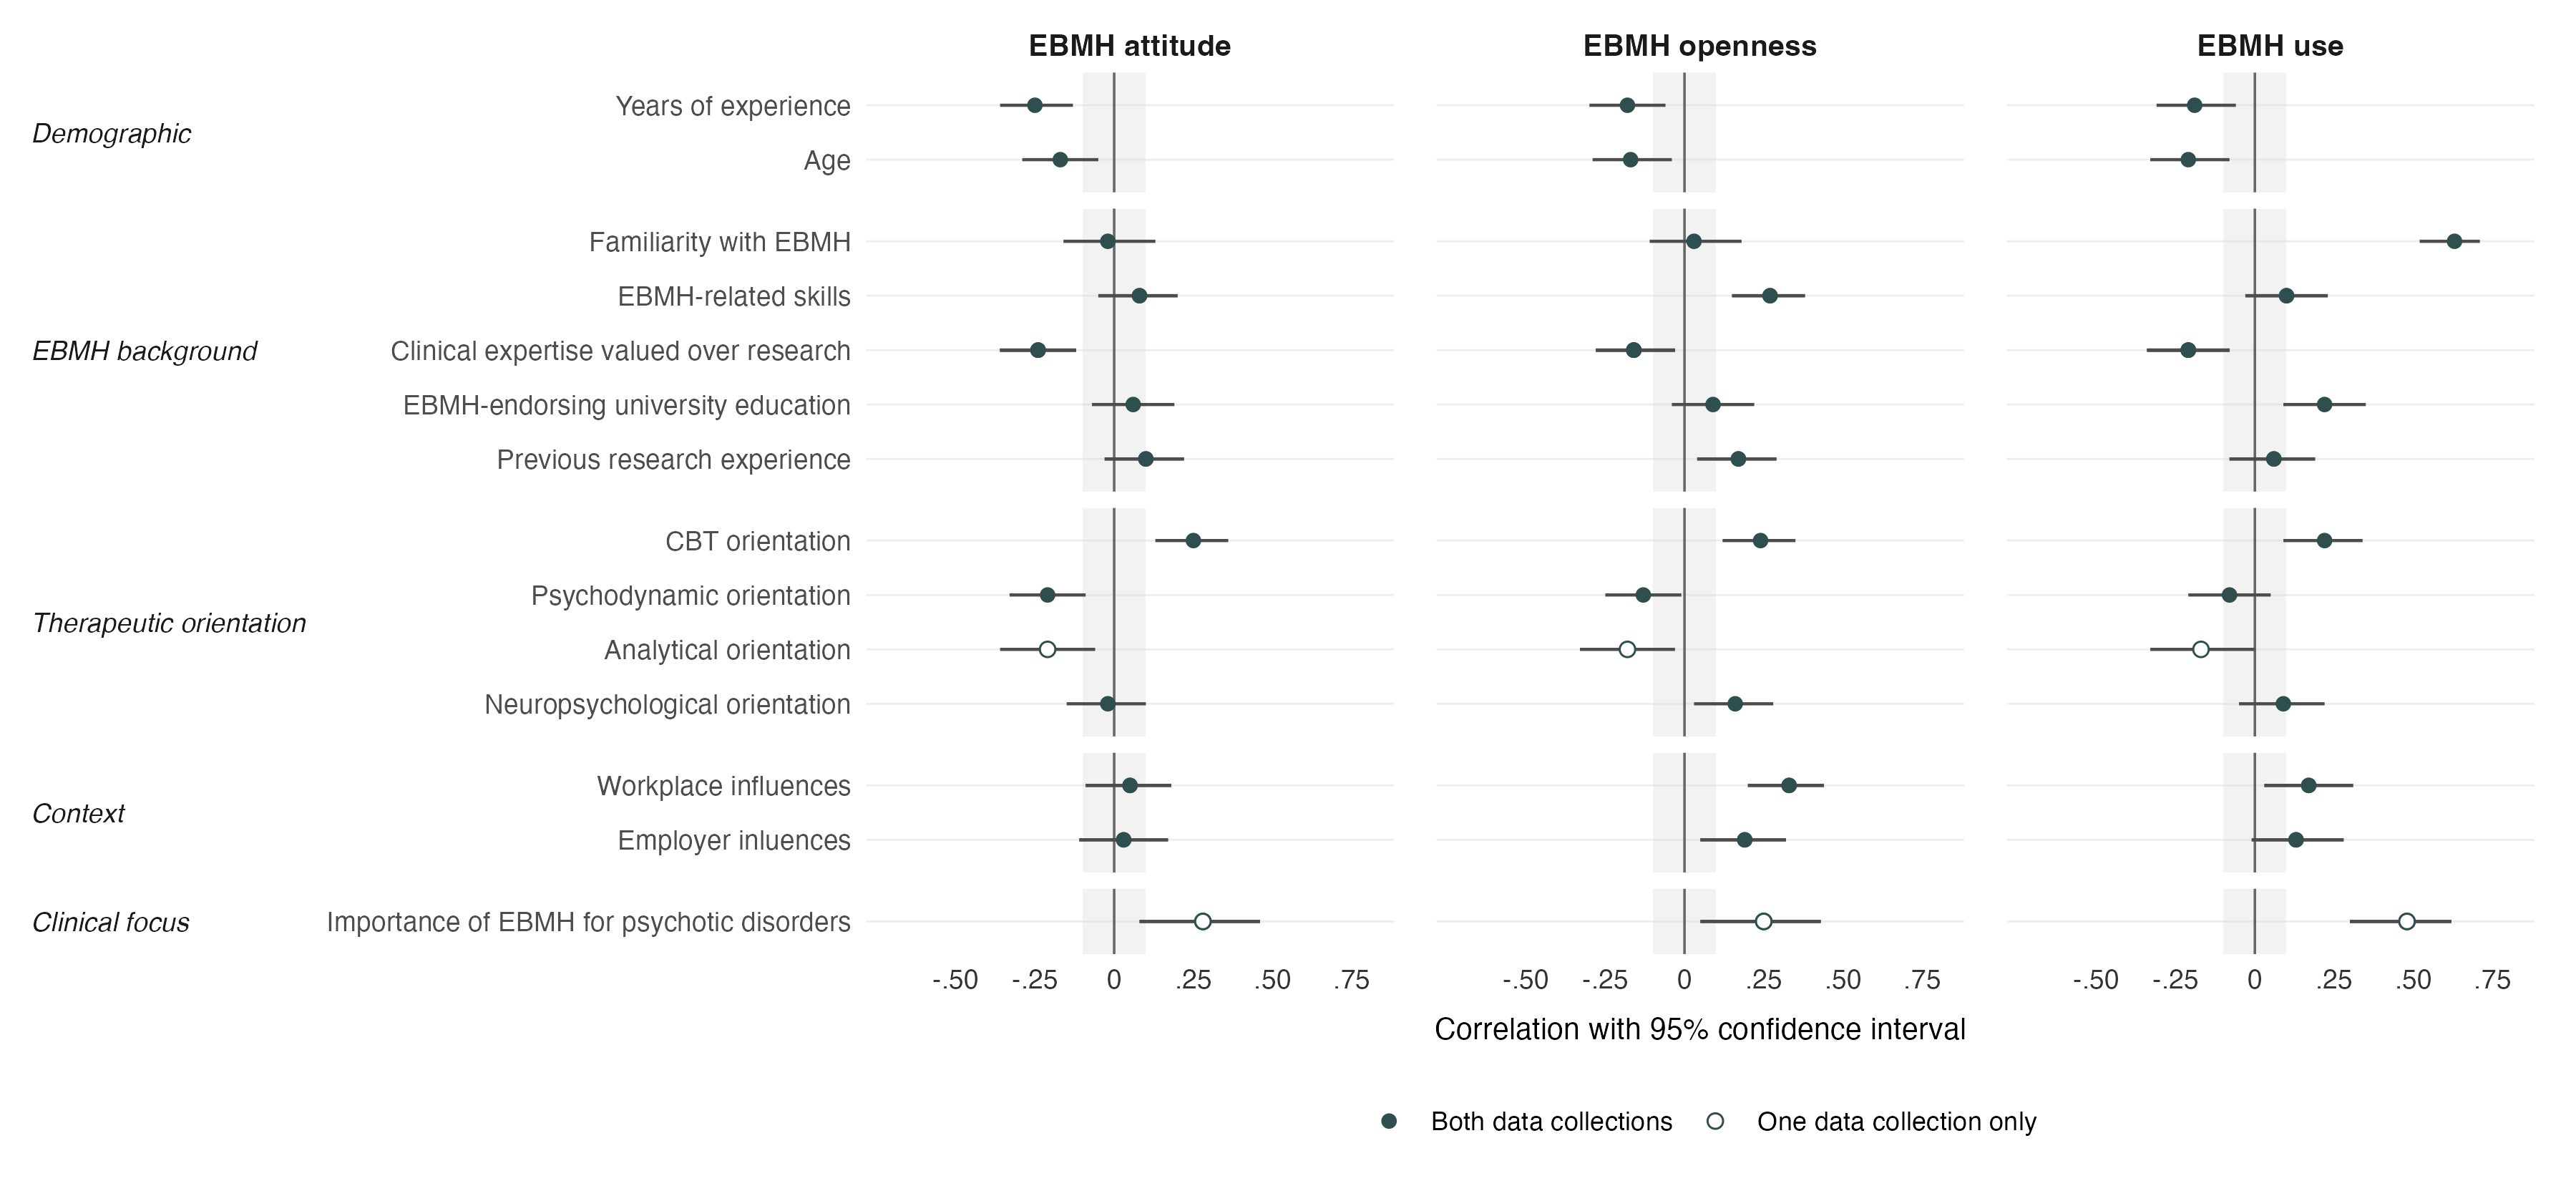 EBMH attitude EBMH openness EBMH use
Demographic
Years of experience
Age
EBMH background
Familiarity with EBMH
EBMH-related skills
Clinical expertise valued over research
EBMH-endorsing university education
Previous research experience
Therapeutic orientation
CBT orientation
Psychodynamic orientation
Analytical orientation
Neuropsychological orientation
Context
Workplace influences
Employer inluences
Clinical focus
Importance of EBMH for psychotic disorders
-.50 -.25 0 .25 .50 .75 -.50 -.25 0 .25 .50 .75 -.50 -.25 0 .25 .50 .75
Correlation with 95% confidence interval
Both data collections One data collection only